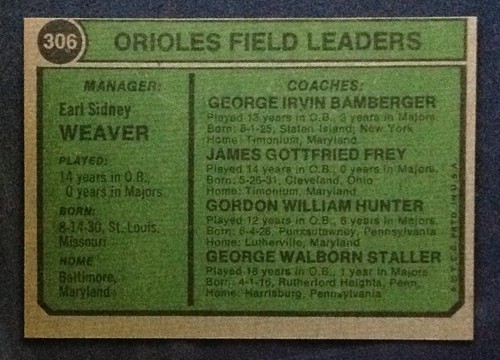 306
ORIOLES FIELD LEADERS
MANAGER:
Earl Sidney
WEAVER
PLAYED:
14 years in O.B.,
0 years in Majors
BORN:
8-14-30, St. Louis,
Missouri
HOME
Baltimore,
Maryland
COACHES:
GEORGE IRVIN BAMBERGER
Played 13 years in O.B., 3 years in Majors
Born: 8-1-25, Staten Island, New York
Home: Timonium, Maryland
JAMES GOTTFRIED FREY
Played 14 years in O.B., 0 years in Majors
Born: 5-26-31, Cleveland, Ohio
Home: Timonium, Maryland
GORDON WILLIAM HUNTER
Played 12 years in O.B., 6 years in Majors
Born: 6-4-28, Punxsutawney, Pennsylvania
Home: Lutherville, Maryland
GEORGE WALBORN STALLER
Played 16 years in O.B., 1 year in Majors
Born: 4-1-16, Rutherford Heights, Penn.
Home: Harrisburg, Pennsylvania